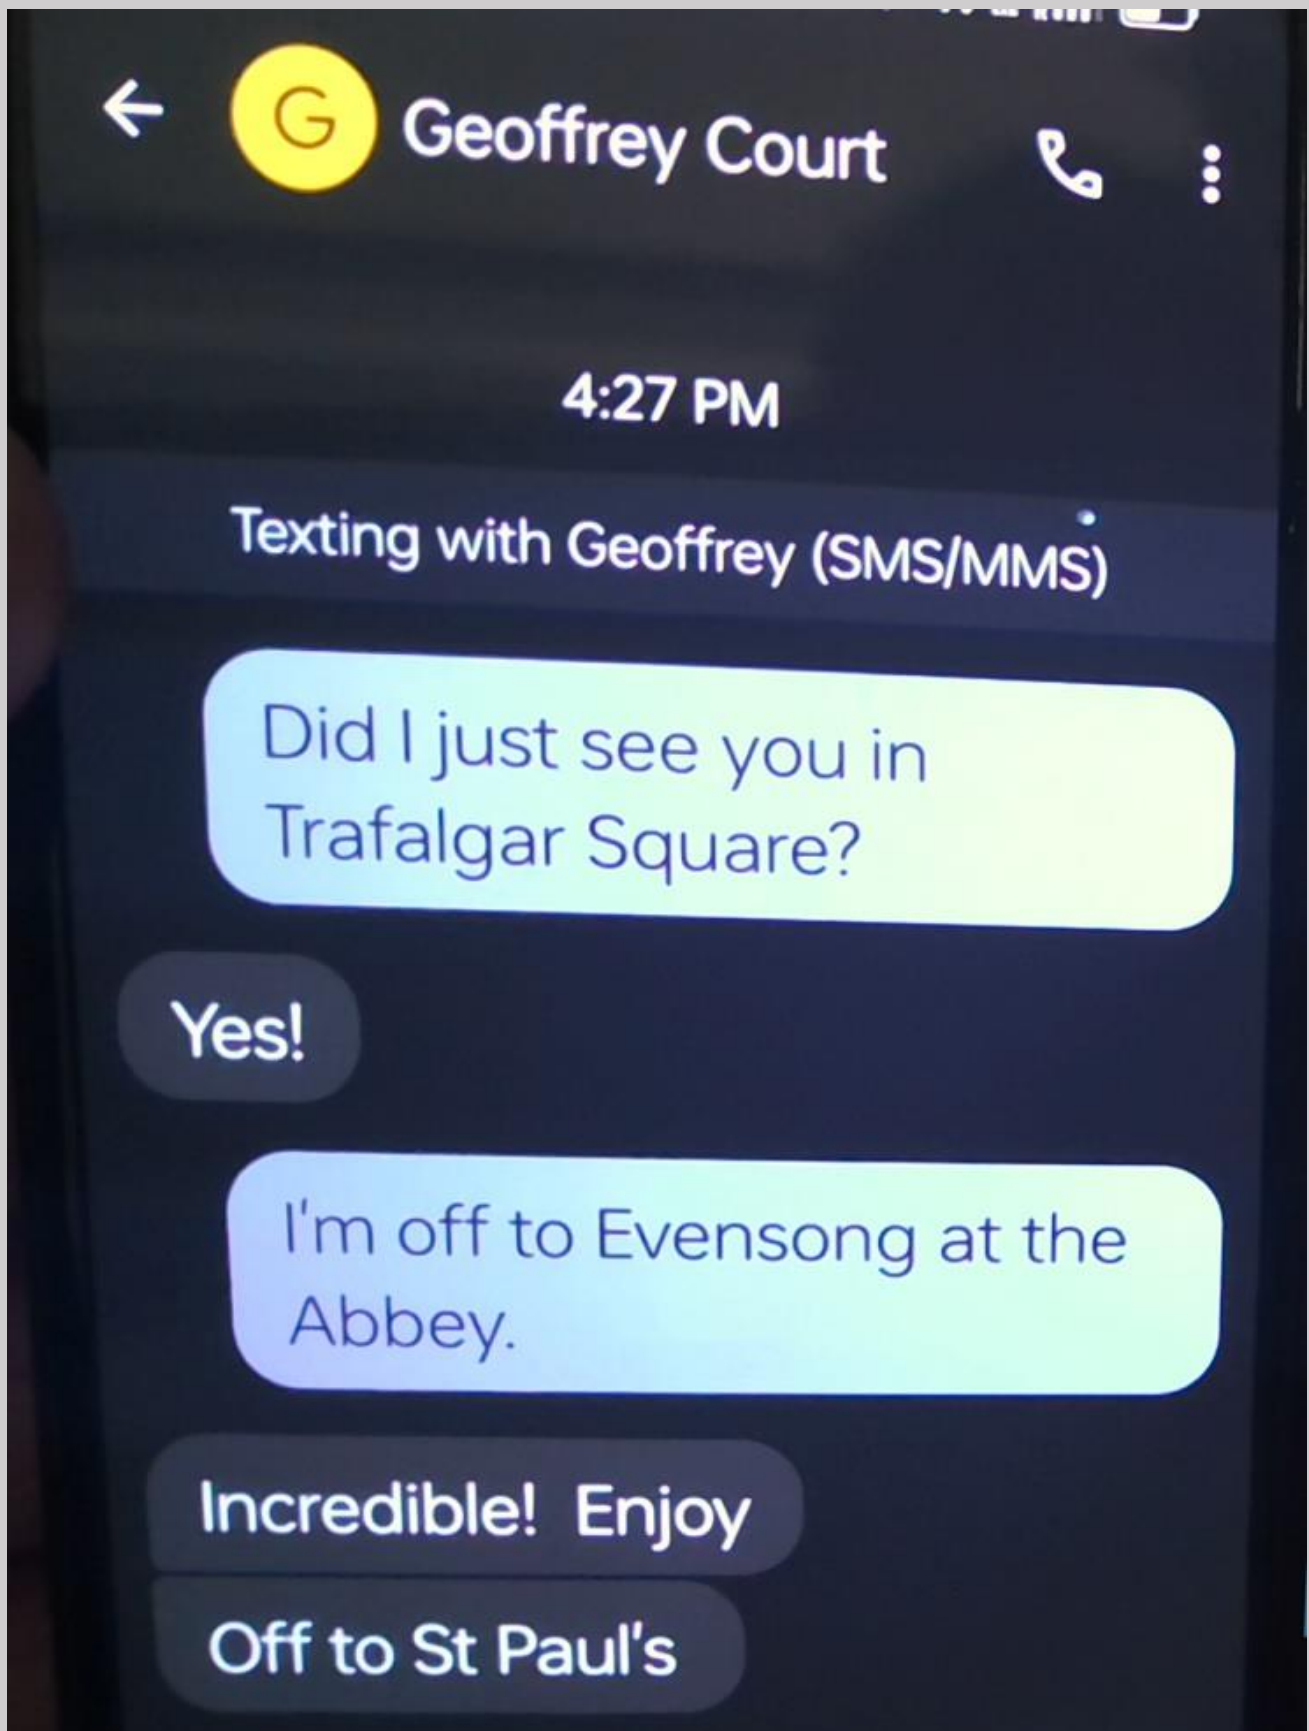 G
Geoffrey Court
4:27 PM
Texting with Geoffrey (SMS/MMS)
Did I just see you in
Trafalgar Square?
Yes!
I'm off to Evensong at the
Abbey.
Incredible!  Enjoy
Off to St Paul's